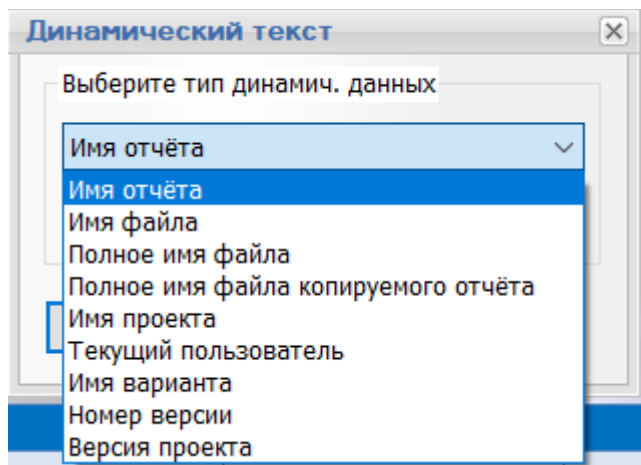 Динамический текст
Выберите тип динамич. данных
Имя отчёта
Имя отчёта
Имя файла
Полное имя файла
Полное имя файла копируемого отчёта
Имя проекта
Текущий пользователь
Имя варианта
Номер версии
Версия проекта